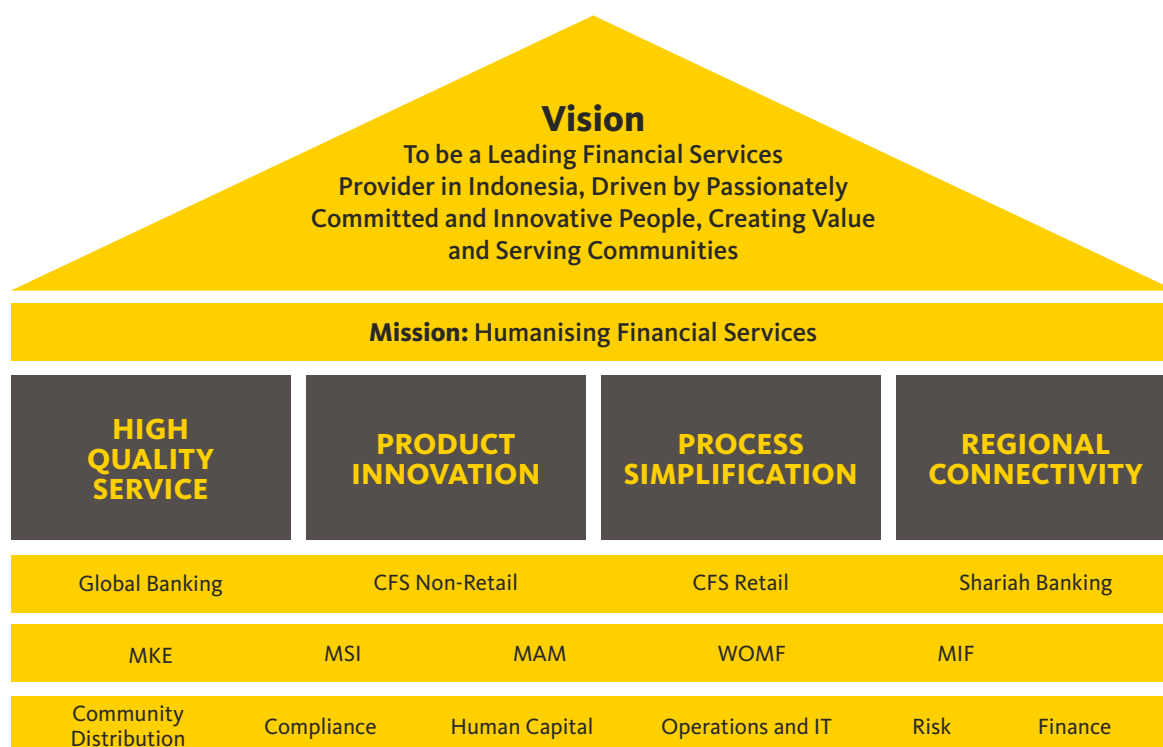 Vision
To be a Leading Financial Services
Provider in Indonesia, Driven by Passionately
Committed and Innovative People, Creating Value
and Serving Communities
Mission: Humanising Financial Services
HIGH
QUALITY
SERVICE
PRODUCT
INNOVATION
PROCESS
SIMPLIFICATION
REGIONAL
CONNECTIVITY
Global Banking
CFS Non-Retail
CFS Retail
Shariah Banking
MKE
MSI
MAM
WOMF
MIF
Community
Distribution
Compliance
Human Capital
Operations and IT
Risk
Finance